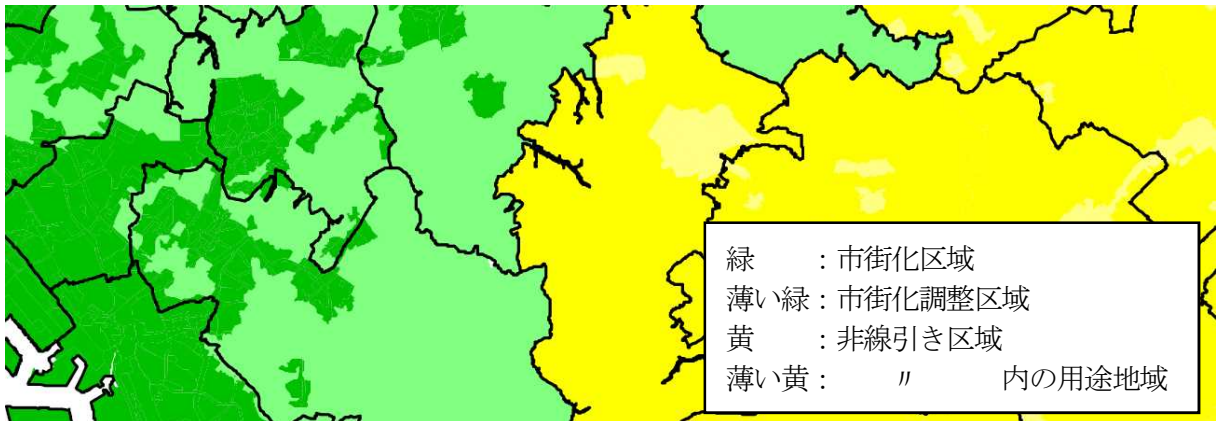 緑　　：市街化区域
薄い緑：市街化調整区域
黄　　：非線引き区域
薄い黄：　　〃　　　内の用途地域